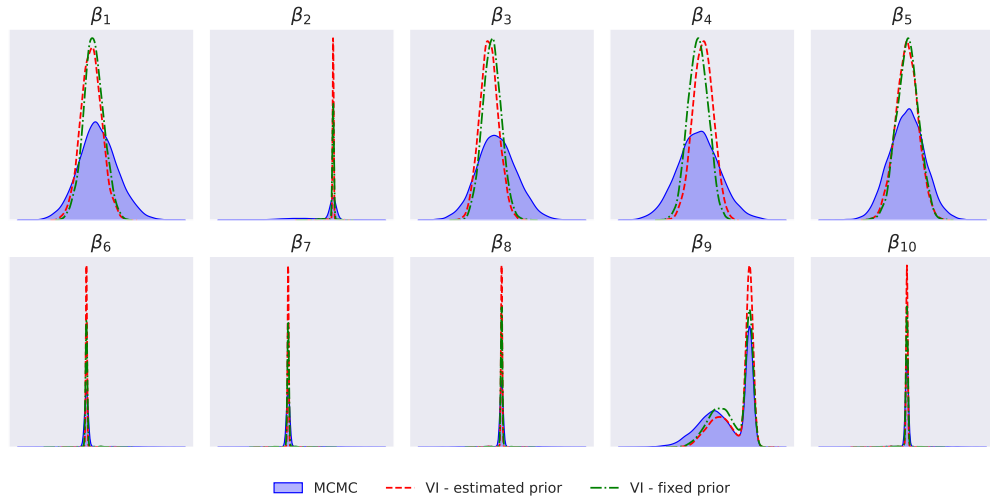 β₁ β₂ β₃ β₄ β₅
β₆ β₇ β₈ β₉ β₁₀
MCMC VI - estimated prior VI - fixed prior